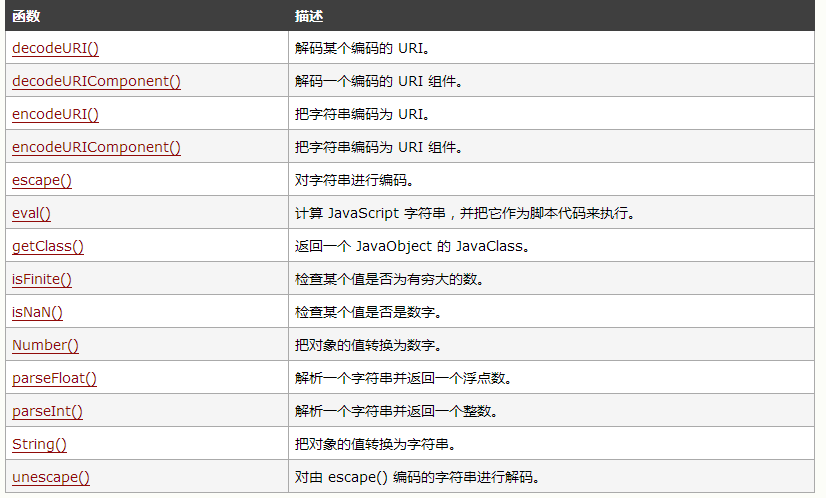 函数 描述
decodeURI() 解码某个编码的 URI。
decodeURIComponent() 解码一个编码的 URI 组件。
encodeURI() 把字符串编码为 URI。
encodeURIComponent() 把字符串编码为 URI 组件。
escape() 对字符串进行编码。
eval() 计算 JavaScript 字符串，并把它作为脚本代码来执行。
getClass() 返回一个 JavaObject 的 JavaClass。
isFinite() 检查某个值是否为有穷大的数。
isNaN() 检查某个值是否是数字。
Number() 把对象的值转换为数字。
parseFloat() 解析一个字符串并返回一个浮点数。
parseInt() 解析一个字符串并返回一个整数。
String() 把对象的值转换为字符串。
unescape() 对由 escape() 编码的字符串进行解码。